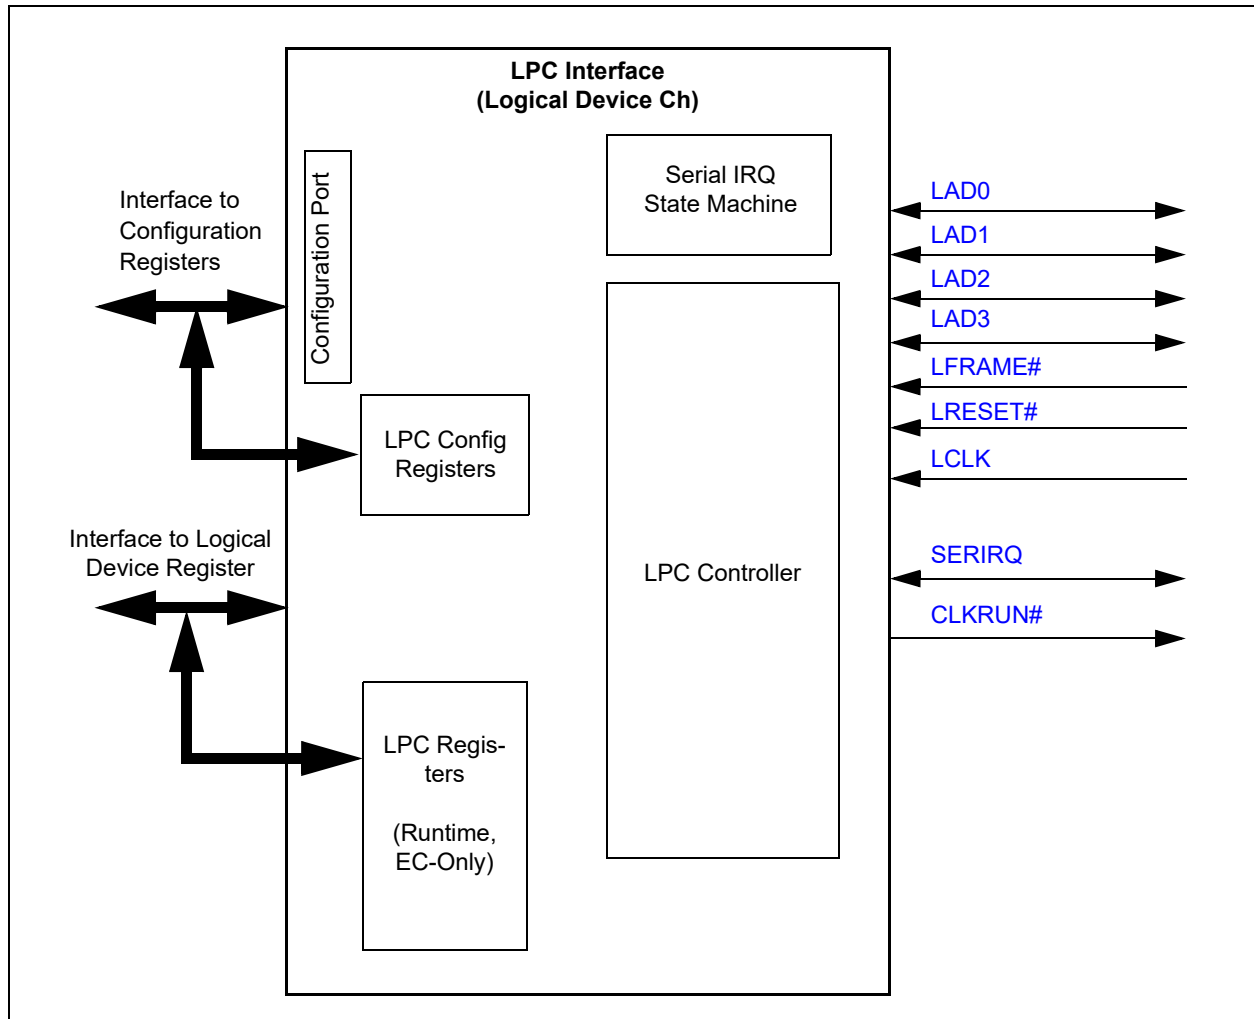 LPC Interface
(Logical Device Ch)
Interface to
Configuration
Registers
Configuration Port
Serial IRQ
State Machine
LAD0
LAD1
LAD2
LAD3
LFRAME#
LRESET#
LCLK
LPC Config
Registers
Interface to Logical
Device Register
LPC Controller
SERIRQ
CLKRUN#
LPC Regis-
ters
(Runtime,
EC-Only)